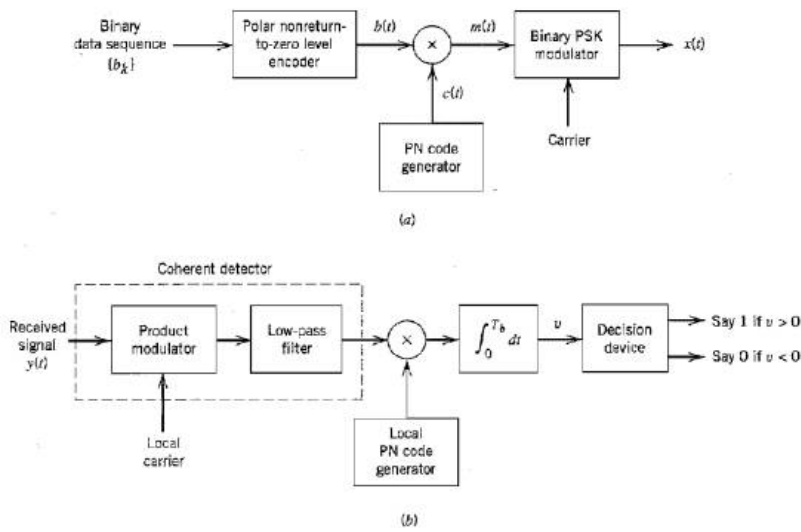 Binary
data sequence
{b_k}
Polar nonreturn-
to-zero level
encoder
b(t)
×
m(t)
Binary PSK
modulator
x(t)
c(t)
PN code
generator
Carrier
(a)
Coherent detector
Received
signal
y(t)
Product
modulator
Low-pass
filter
×
∫₀^{T_b} dt
v
Decision
device
Say 1 if v > 0
Say 0 if v < 0
Local
carrier
Local
PN code
generator
(b)